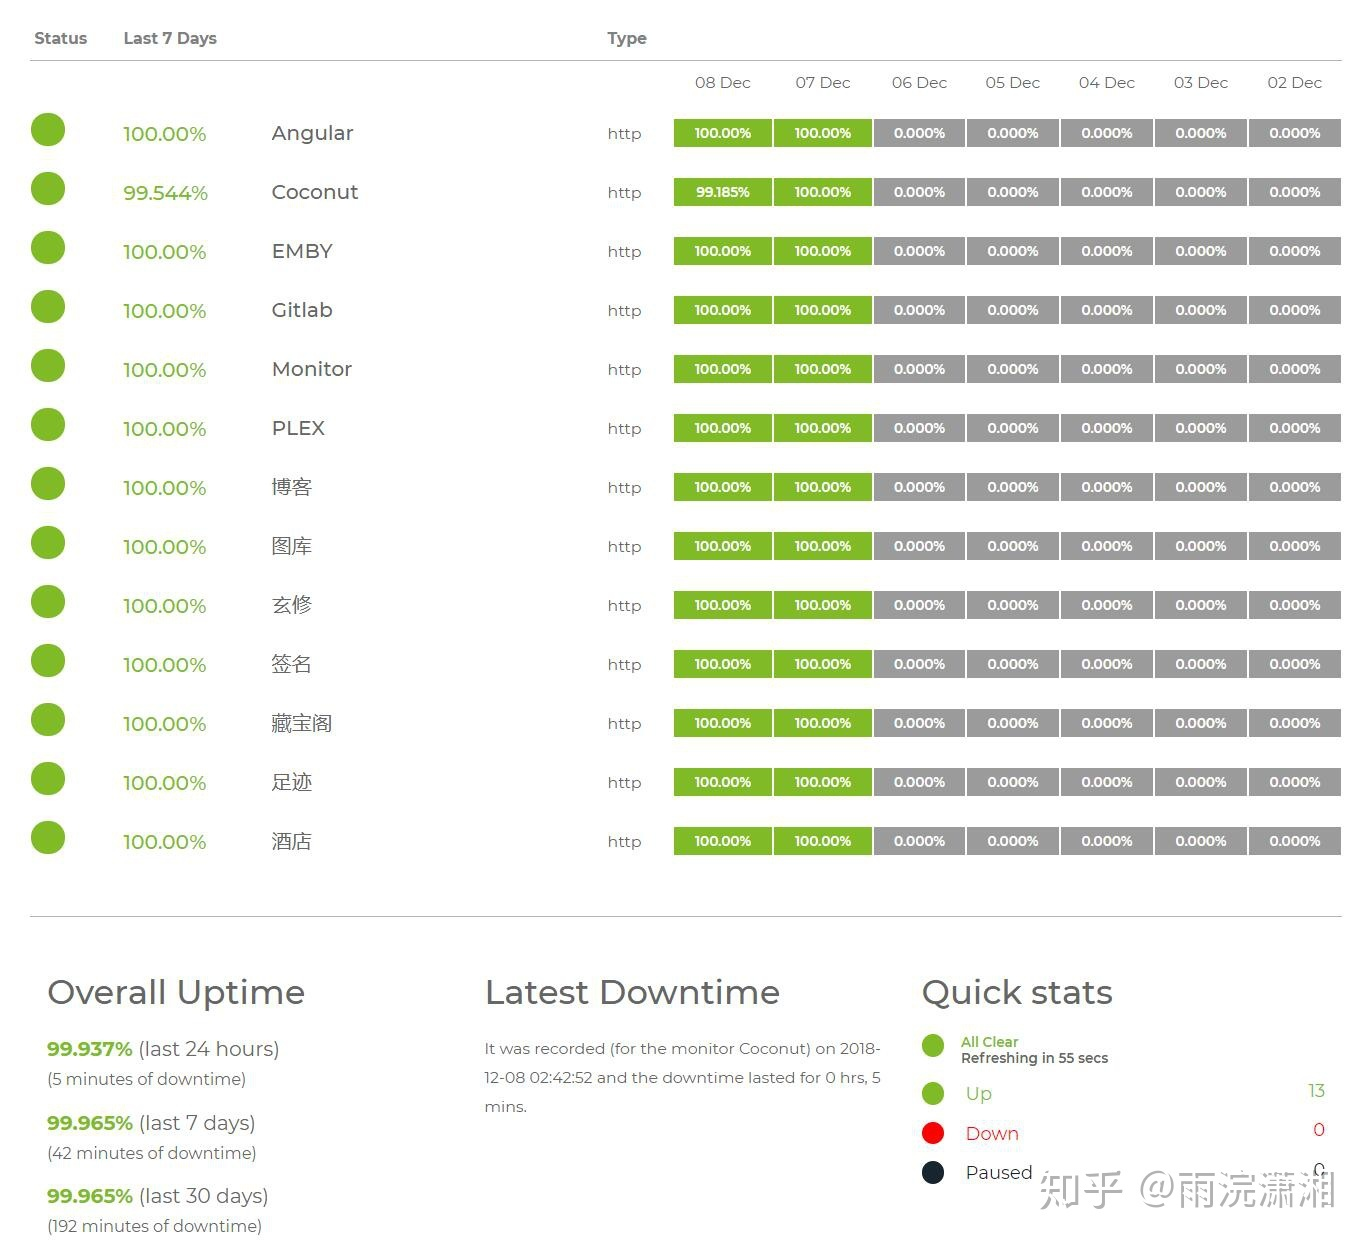 Status Last 7 Days Type
08 Dec 07 Dec 06 Dec 05 Dec 04 Dec 03 Dec 02 Dec
100.00% Angular http 100.00% 100.00% 0.000% 0.000% 0.000% 0.000% 0.000%
99.544% Coconut http 99.185% 100.00% 0.000% 0.000% 0.000% 0.000% 0.000%
100.00% EMBY http 100.00% 100.00% 0.000% 0.000% 0.000% 0.000% 0.000%
100.00% Gitlab http 100.00% 100.00% 0.000% 0.000% 0.000% 0.000% 0.000%
100.00% Monitor http 100.00% 100.00% 0.000% 0.000% 0.000% 0.000% 0.000%
100.00% PLEX http 100.00% 100.00% 0.000% 0.000% 0.000% 0.000% 0.000%
100.00% 博客 http 100.00% 100.00% 0.000% 0.000% 0.000% 0.000% 0.000%
100.00% 图库 http 100.00% 100.00% 0.000% 0.000% 0.000% 0.000% 0.000%
100.00% 玄修 http 100.00% 100.00% 0.000% 0.000% 0.000% 0.000% 0.000%
100.00% 签名 http 100.00% 100.00% 0.000% 0.000% 0.000% 0.000% 0.000%
100.00% 藏宝阁 http 100.00% 100.00% 0.000% 0.000% 0.000% 0.000% 0.000%
100.00% 足迹 http 100.00% 100.00% 0.000% 0.000% 0.000% 0.000% 0.000%
100.00% 酒店 http 100.00% 100.00% 0.000% 0.000% 0.000% 0.000% 0.000%
Overall Uptime
99.937% (last 24 hours)
(5 minutes of downtime)
99.965% (last 7 days)
(42 minutes of downtime)
99.965% (last 30 days)
(192 minutes of downtime)
Latest Downtime
It was recorded (for the monitor Coconut) on 2018-
12-08 02:42:52 and the downtime lasted for 0 hrs, 5
mins.
Quick stats
All Clear
Refreshing in 55 secs
Up 13
Down 0
Paused 0
知乎 @雨浣潇湘